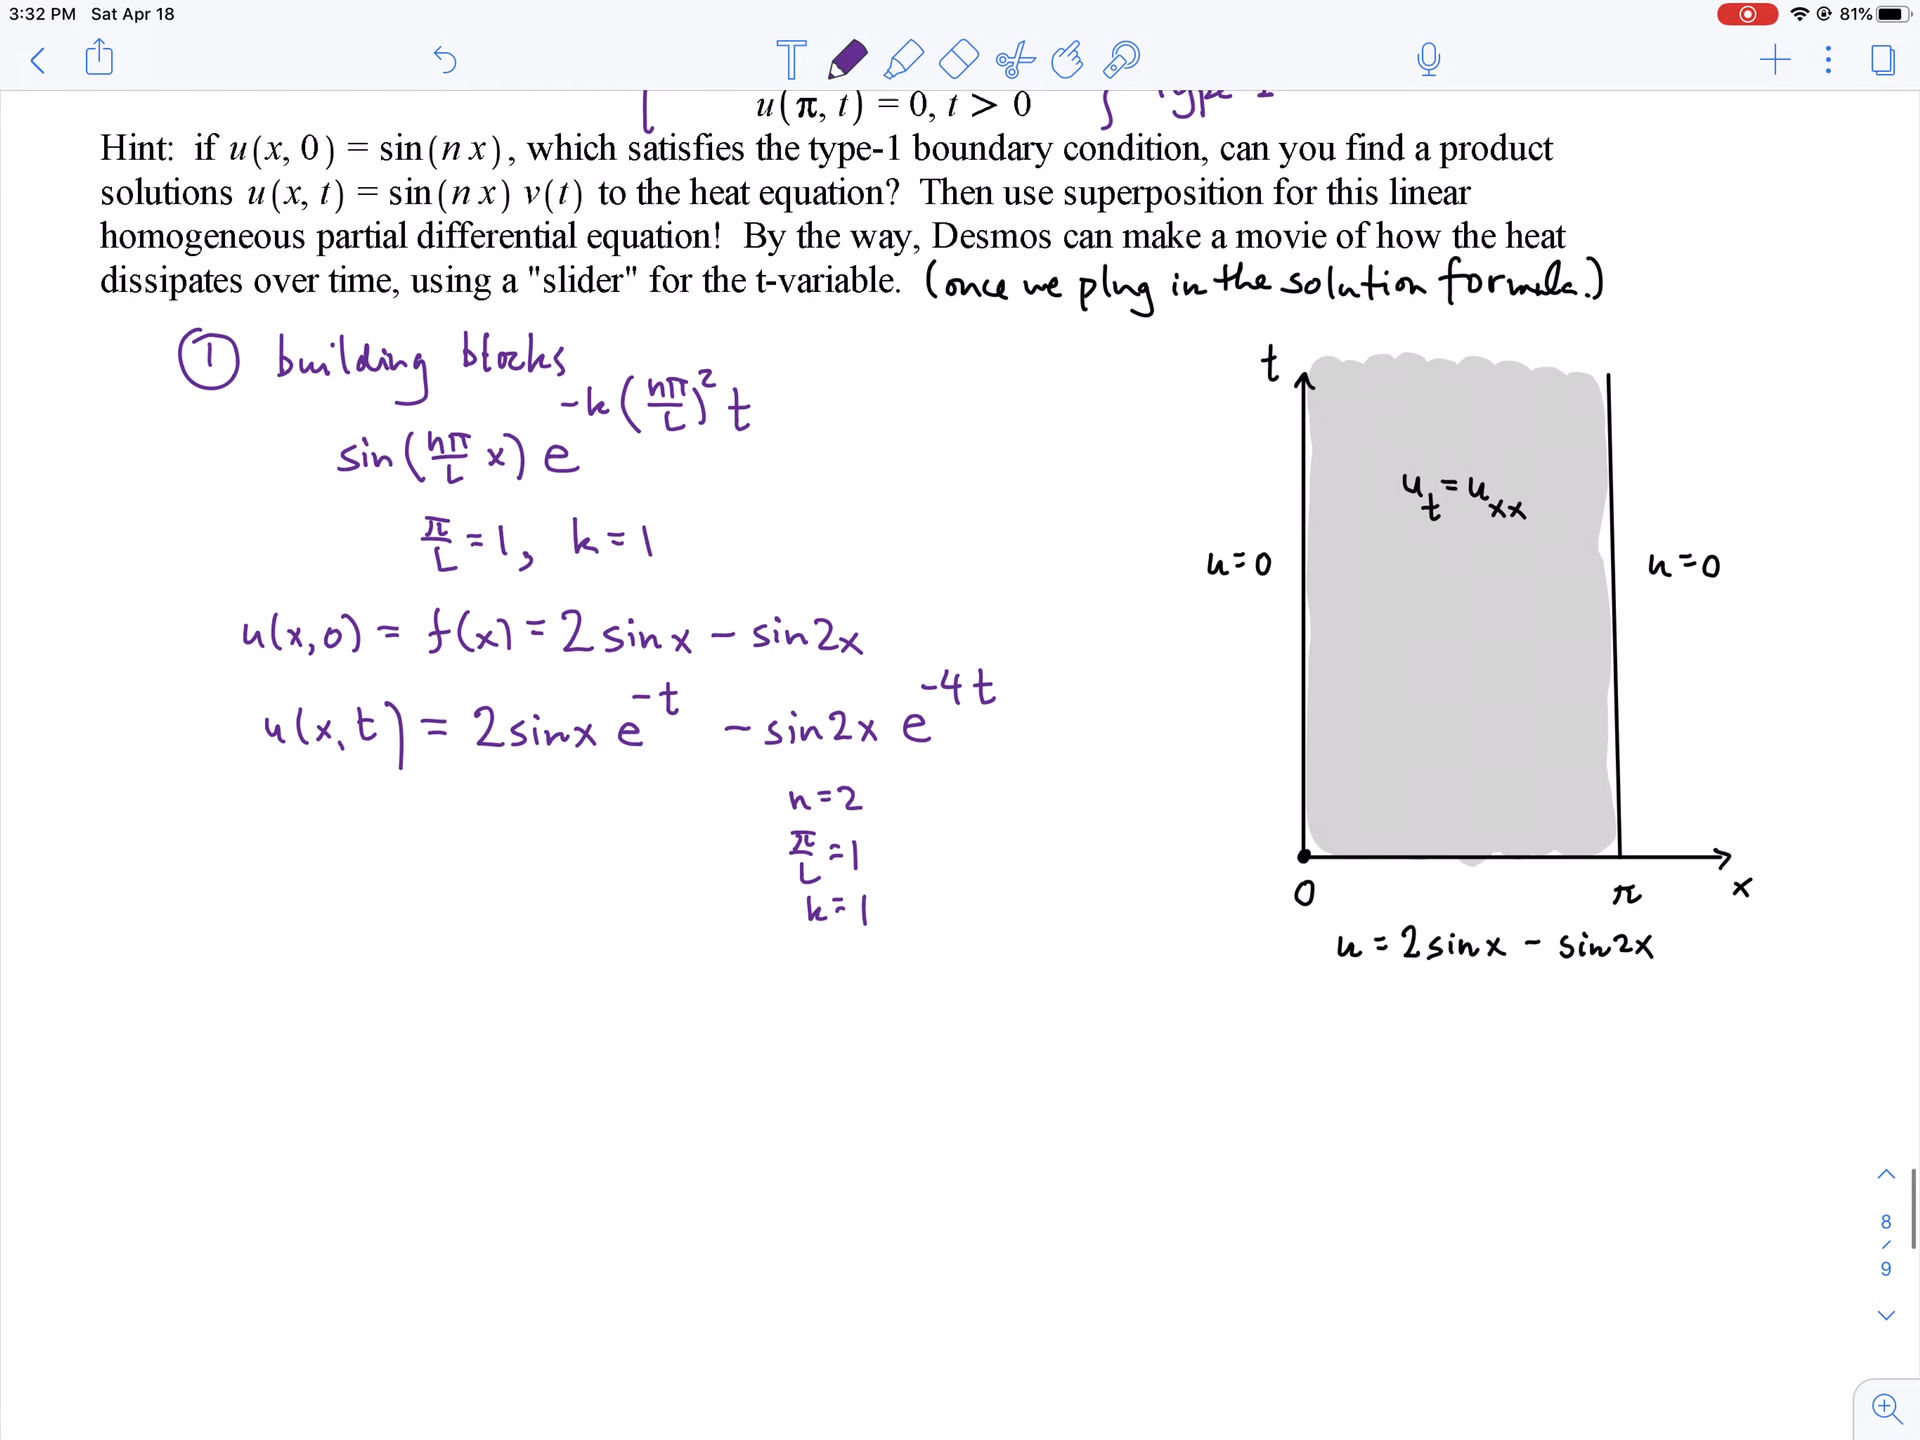 3:32 PM Sat Apr 18 81%
T
u(π, t) = 0, t > 0
Hint: if u(x, 0) = sin(n x), which satisfies the type-1 boundary condition, can you find a product
solutions u(x, t) = sin(n x) v(t) to the heat equation? Then use superposition for this linear
homogeneous partial differential equation! By the way, Desmos can make a movie of how the heat
dissipates over time, using a "slider" for the t-variable. (once we plug in the solution formula.)
① building blocks
sin(nπ/L x) e^{-k(nπ/L)² t}
π/L = 1, k = 1
u(x,0) = f(x) = 2 sin x − sin 2x
u(x,t) = 2 sin x e^{-t} − sin 2x e^{-4t}
n = 2
π/L = 1
k = 1
t
u_t = u_xx
u = 0
u = 0
0 π x
u = 2 sin x − sin 2x
8
/
9